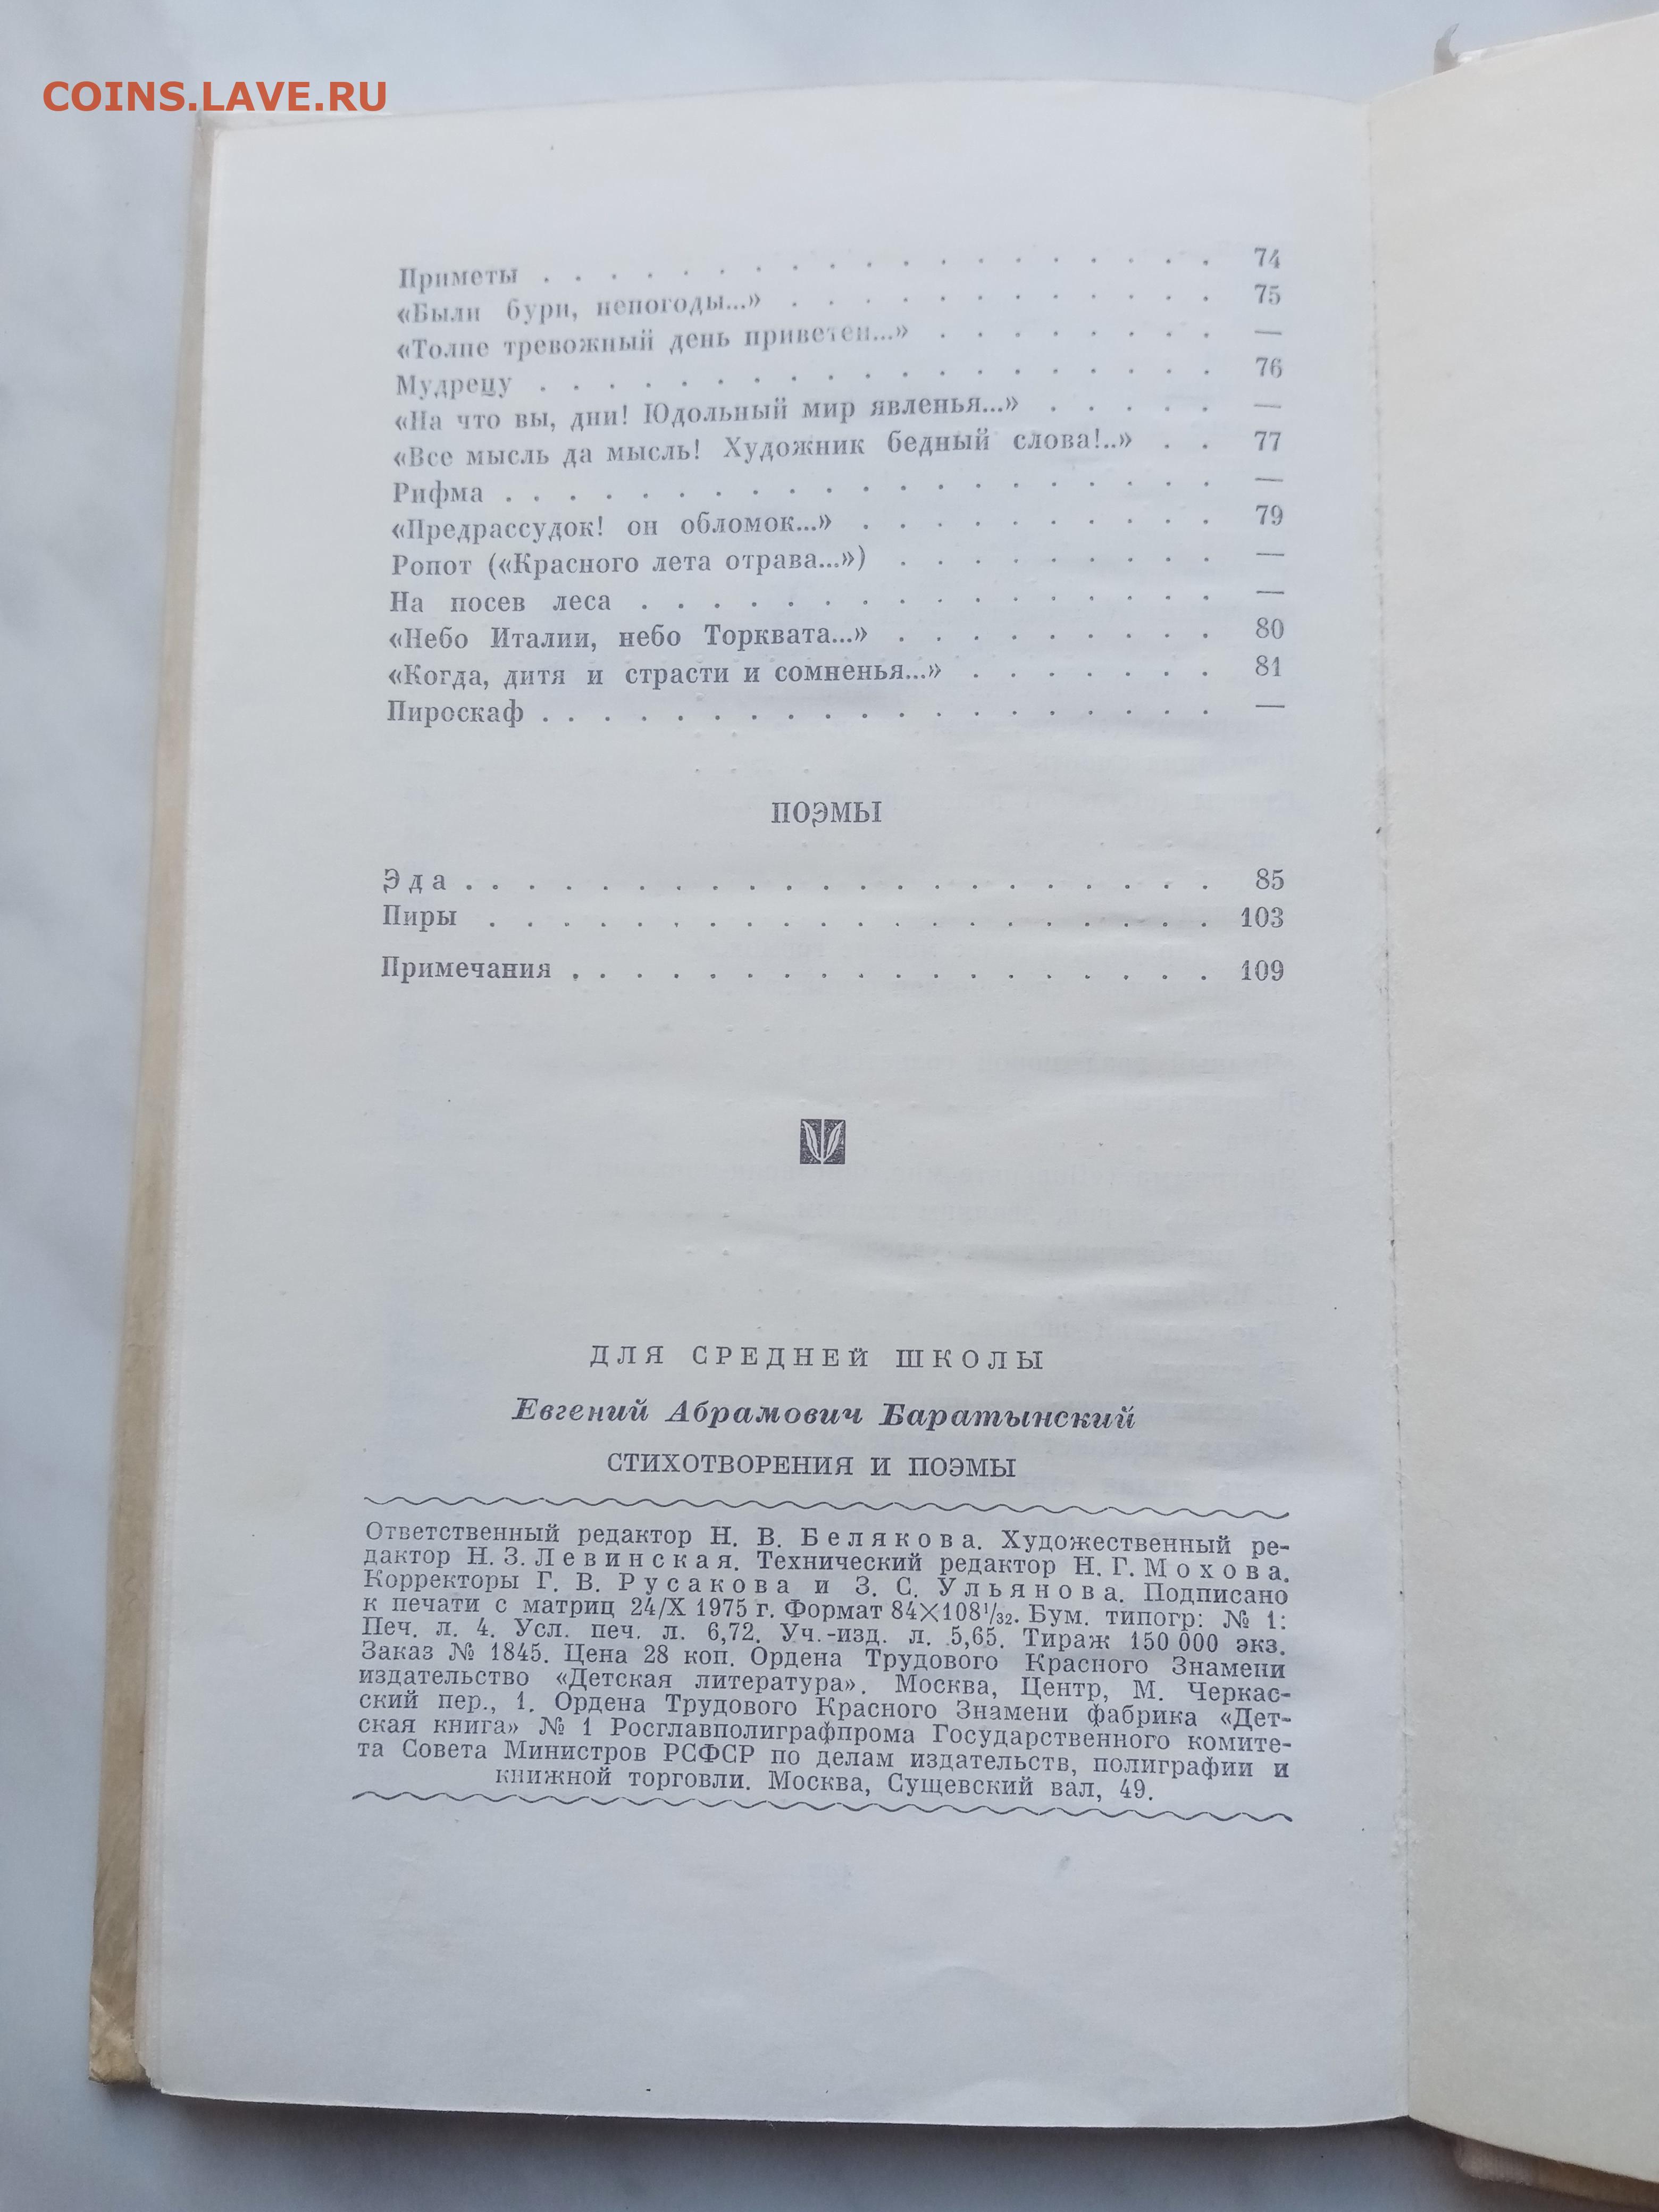 COINS.LAVE.RU
Приметы . . . . . . . . . . . . . . . . . . . 74
«Были бури, непогоды...» . . . . . . . . . . . . 75
«Толпе тревожный день приветен...» . . . . . . . . —
Мудрецу . . . . . . . . . . . . . . . . . . . 76
«На что вы, дни! Юдольный мир явленья...» . . . . . —
«Все мысль да мысль! Художник бедный слова!..» . . 77
Рифма . . . . . . . . . . . . . . . . . . . . —
«Предрассудок! он обломок...» . . . . . . . . . . 79
Ропот («Красного лета отрава...») . . . . . . . . . —
На посев леса . . . . . . . . . . . . . . . . —
«Небо Италии, небо Торквата...» . . . . . . . . . 80
«Когда, дитя и страсти и сомненья...» . . . . . . . 81
Пироскаф . . . . . . . . . . . . . . . . . . . —
ПОЭМЫ
Эда . . . . . . . . . . . . . . . . . . . . . 85
Пиры . . . . . . . . . . . . . . . . . . . . 103
Примечания . . . . . . . . . . . . . . . . . . 109
ДЛЯ СРЕДНЕЙ ШКОЛЫ
Евгений Абрамович Баратынский
СТИХОТВОРЕНИЯ И ПОЭМЫ
Ответственный редактор Н. В. Белякова. Художественный ре-
дактор Н. З. Левинская. Технический редактор Н. Г. Мохова.
Корректоры Г. В. Русакова и З. С. Ульянова. Подписано
к печати с матриц 24/X 1975 г. Формат 84×108¹/₃₂. Бум. типогр: № 1:
Печ. л. 4. Усл. печ. л. 6,72. Уч.-изд. л. 5,65. Тираж 150 000 экз.
Заказ № 1845. Цена 28 коп. Ордена Трудового Красного Знамени
издательство «Детская литература». Москва, Центр, М. Черкас-
ский пер., 1. Ордена Трудового Красного Знамени фабрика «Дет-
ская книга» № 1 Росглавполиграфпрома Государственного комите-
та Совета Министров РСФСР по делам издательств, полиграфии и
книжной торговли. Москва, Сущевский вал, 49.